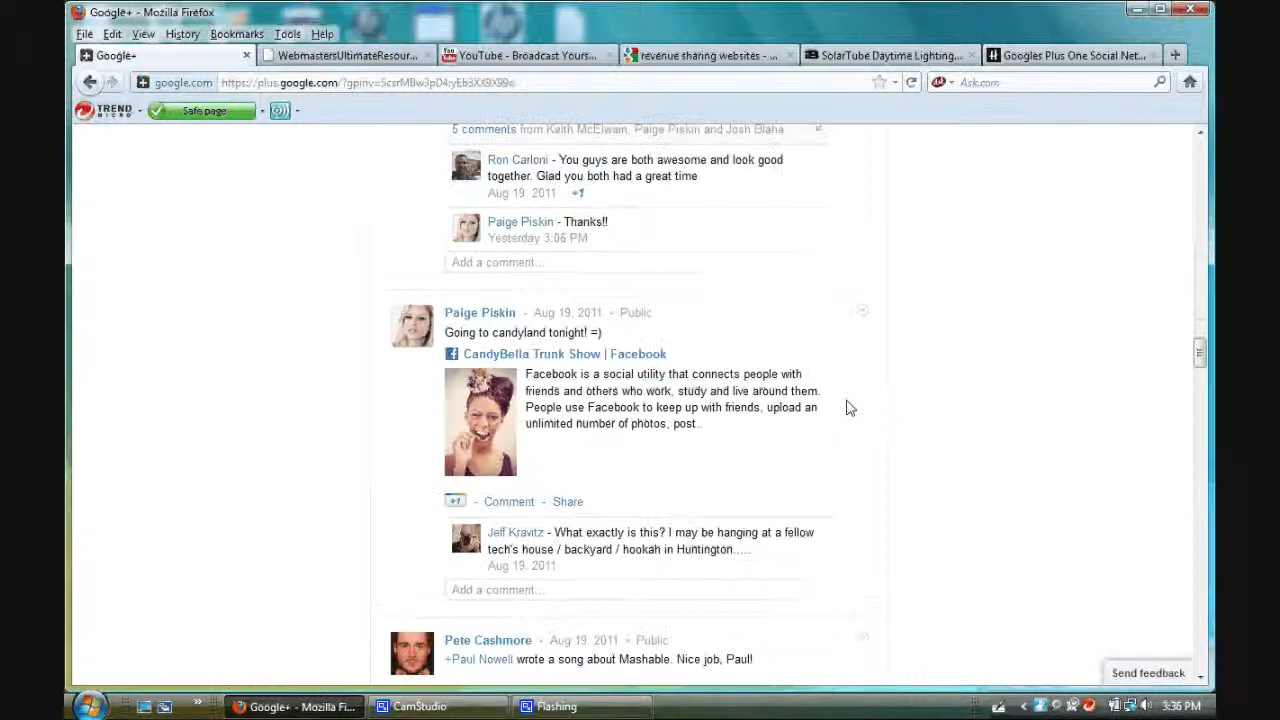 Google+ - Mozilla Firefox
File Edit View History Bookmarks Tools Help
Google+
WebmastersUltimateResour...
YouTube - Broadcast Yours...
revenue sharing websites - ...
SolarTube Daytime Lighting...
Googles Plus One Social Net...
google.com
Ask.com
TREND MICRO Safe page
5 comments from Keith McElwain, Paige Piskin and Josh Blaha
Ron Carloni - You guys are both awesome and look good
together. Glad you both had a great time
Aug 19, 2011 +1
Paige Piskin - Thanks!!
Yesterday 3:06 PM
Add a comment...
Paige Piskin - Aug 19, 2011 - Public
Going to candyland tonight! =)
CandyBella Trunk Show | Facebook
Facebook is a social utility that connects people with
friends and others who work, study and live around them.
People use Facebook to keep up with friends, upload an
unlimited number of photos, post..
+1 - Comment - Share
Jeff Kravitz - What exactly is this? I may be hanging at a fellow
tech's house / backyard / hookah in Huntington.....
Aug 19, 2011
Add a comment...
Pete Cashmore - Aug 19, 2011 - Public
+Paul Nowell wrote a song about Mashable. Nice job, Paul!
Send feedback
Google+ - Mozilla Fi...
CamStudio
Flashing
3:36 PM